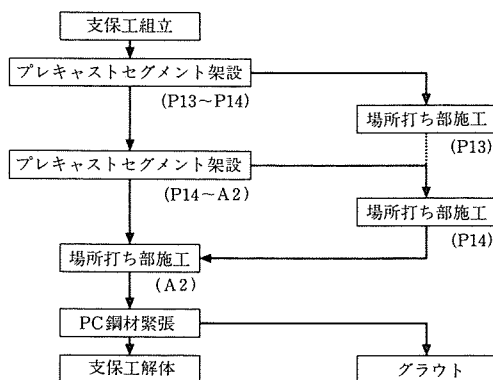 支保工組立
プレキャストセグメント架設
(P13~P14)
場所打ち部施工
(P13)
プレキャストセグメント架設
(P14~A2)
場所打ち部施工
(P14)
場所打ち部施工
(A2)
PC鋼材緊張
支保工解体
グラウト